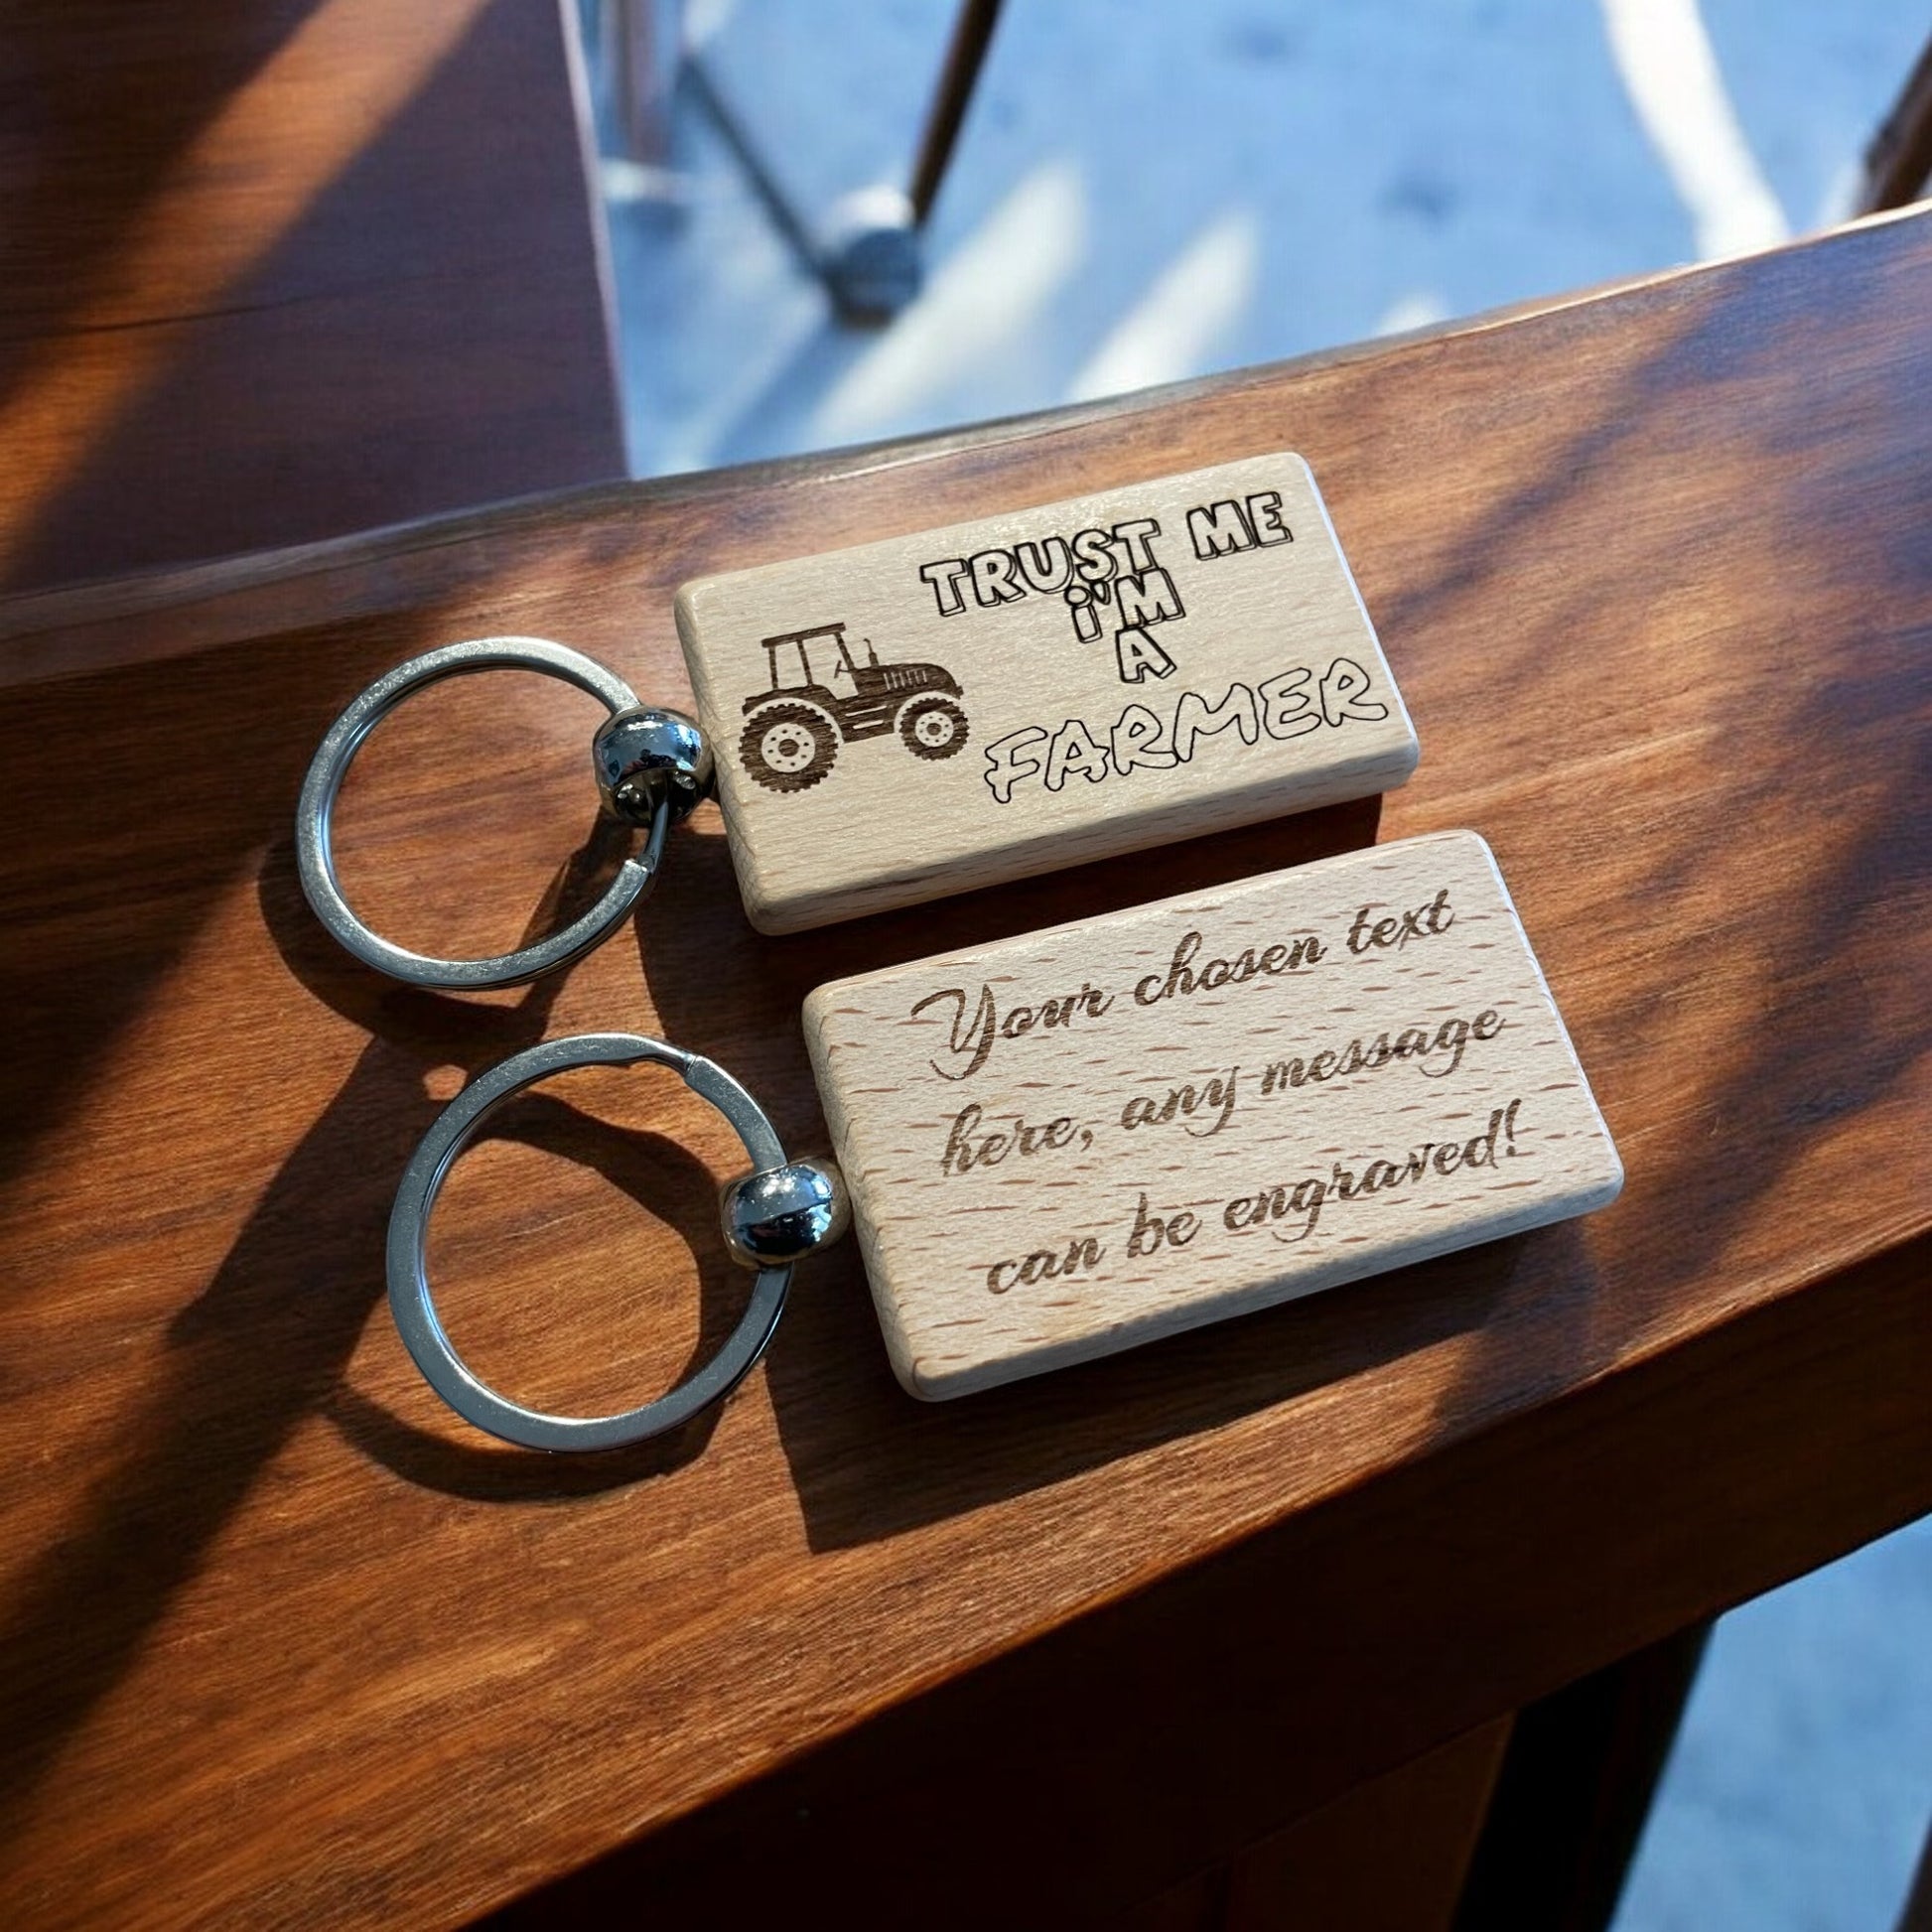 TRUST ME
i'M
A
FARMER
Your chosen text
here, any message
can be engraved!